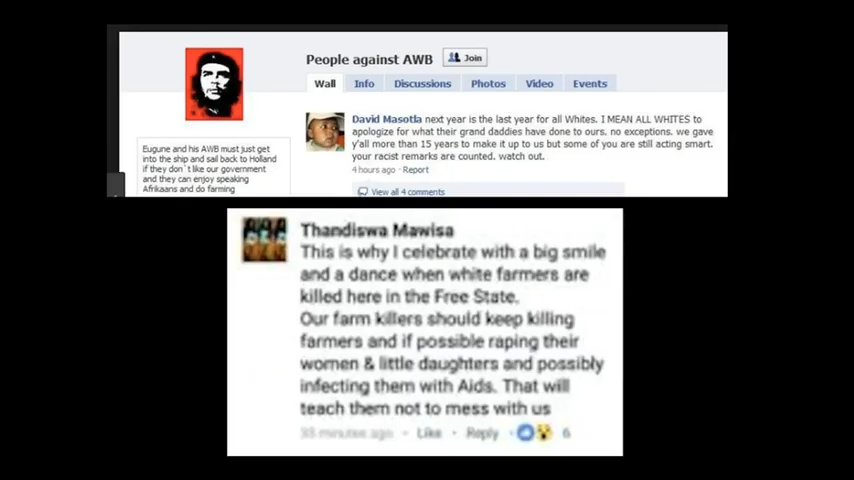 People against AWB
Join
Wall Info Discussions Photos Video Events
David Masotla next year is the last year for all Whites. I MEAN ALL WHITES to
apologize for what their grand daddies have done to ours. no exceptions. we gave
y'all more than 15 years to make it up to us but some of you are still acting smart.
your racist remarks are counted. watch out.
4 hours ago · Report
View all 4 comments
Eugune and his AWB must just get
into the ship and sail back to Holland
if they don`t like our government
and they can enjoy speaking
Afrikaans and do farming
Thandiswa Mawisa
This is why I celebrate with a big smile
and a dance when white farmers are
killed here in the Free State.
Our farm killers should keep killing
farmers and if possible raping their
women & little daughters and possibly
infecting them with Aids. That will
teach them not to mess with us
minutes ago · Like · Reply · 6